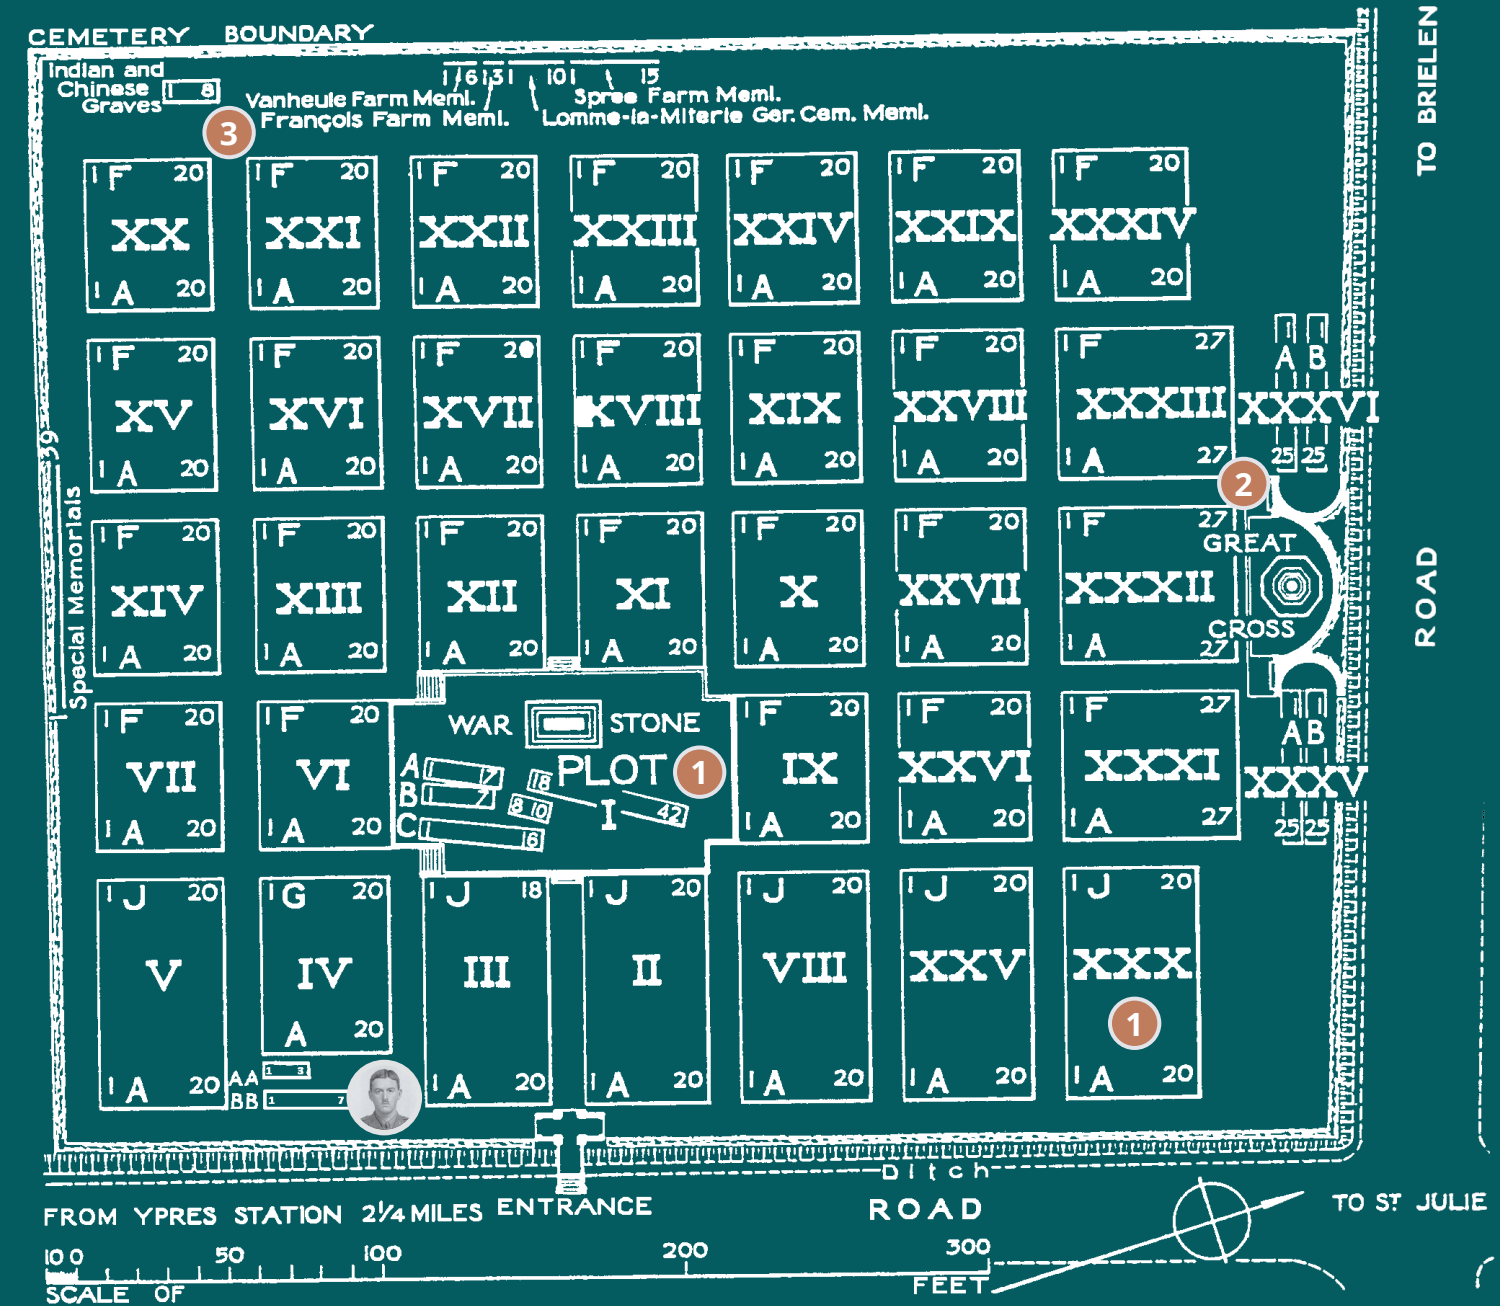 CEMETERY BOUNDARY
Indian and
Chinese
Graves
1 8
1 6 1 3 1 10 1 15
Vanheule Farm Meml.
Spree Farm Meml.
François Farm Meml.
Lomme-la-Miterie Ger. Cem. Meml.
TO BRIELEN
3
1 F 20 1 F 20 1 F 20 1 F 20 1 F 20 1 F 20 1 F 20
XX XXI XXII XXIII XXIV XXIX XXXIV
1 A 20 1 A 20 1 A 20 1 A 20 1 A 20 1 A 20 1 A 20
1 1
A B
1 F 20 1 F 20 1 F 20 1 F 20 1 F 20 1 F 20 1 F 27
XV XVI XVII XVIII XIX XXVIII XXXIII XXXVI
1 A 20 1 A 20 1 A 20 1 A 20 1 A 20 1 A 20 1 A 27
25 25
2
39
Special Memorials
1 F 20 1 F 20 1 F 20 1 F 20 1 F 20 1 F 20 1 F 27
GREAT
XIV XIII XII XI X XXVII XXXII
CROSS
1 A 20 1 A 20 1 A 20 1 A 20 1 A 20 1 A 20 1 A 27
ROAD
1
1 F 20 1 F 20 1 F 20 1 F 20 1 F 27
1 1
A B
WAR STONE
PLOT 1
VII VI IX XXVI XXXI XXXV
A 7 18
B 7 8 10 I 42
C 16
1 A 20 1 A 20 1 A 20 1 A 20 1 A 27
25 25
1 J 20 1 G 20 1 J 18 1 J 20 1 J 20 1 J 20 1 J 20
V IV III II VIII XXV XXX
1
A 20
1 A 20 1 A 20 1 A 20 1 A 20 1 A 20 1 A 20
AA 1 3
BB 1 7
Ditch
FROM YPRES STATION 2¼ MILES ENTRANCE ROAD
TO ST JULIE
10 0 50 100 200 300
SCALE OF FEET